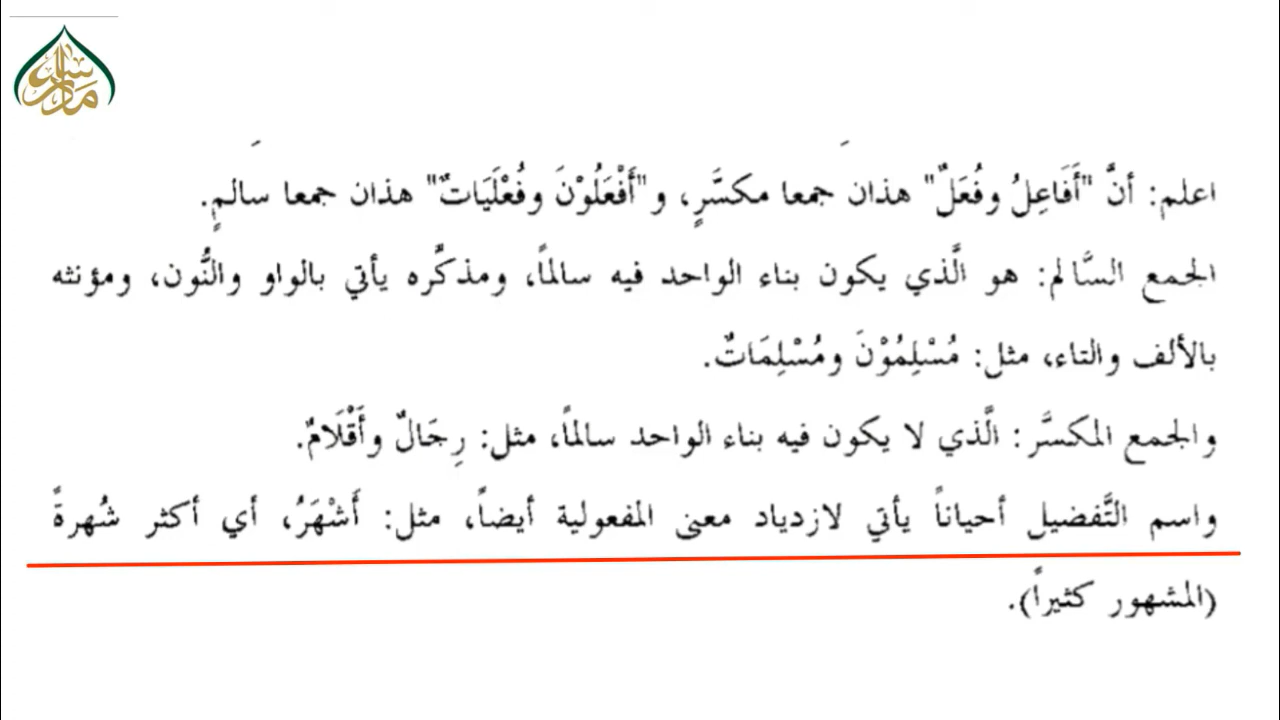 مدارسنا
اعلم: أنَّ "أَفَاعِلُ وفُعَلٌ" هذان جمعا مكسَّرٍ، و"أَفْعَلُوْنَ وفُعْلَيَاتٌ" هذان جمعا سالمٍ.
الجمع السَّالم: هو الَّذي يكون بناء الواحد فيه سالماً، ومذكّره يأتي بالواو والنُّون، ومؤنثه
بالألف والتاء، مثل: مُسْلِمُوْنَ ومُسْلِمَاتٌ.
والجمع المكسَّر: الَّذي لا يكون فيه بناء الواحد سالماً، مثل: رِجَالٌ وأَقْلَامٌ.
واسم التَّفضيل أحياناً يأتي لازدياد معنى المفعولية أيضاً، مثل: أَشْهَرُ، أي أكثر شُهرةً
(المشهور كثيراً).